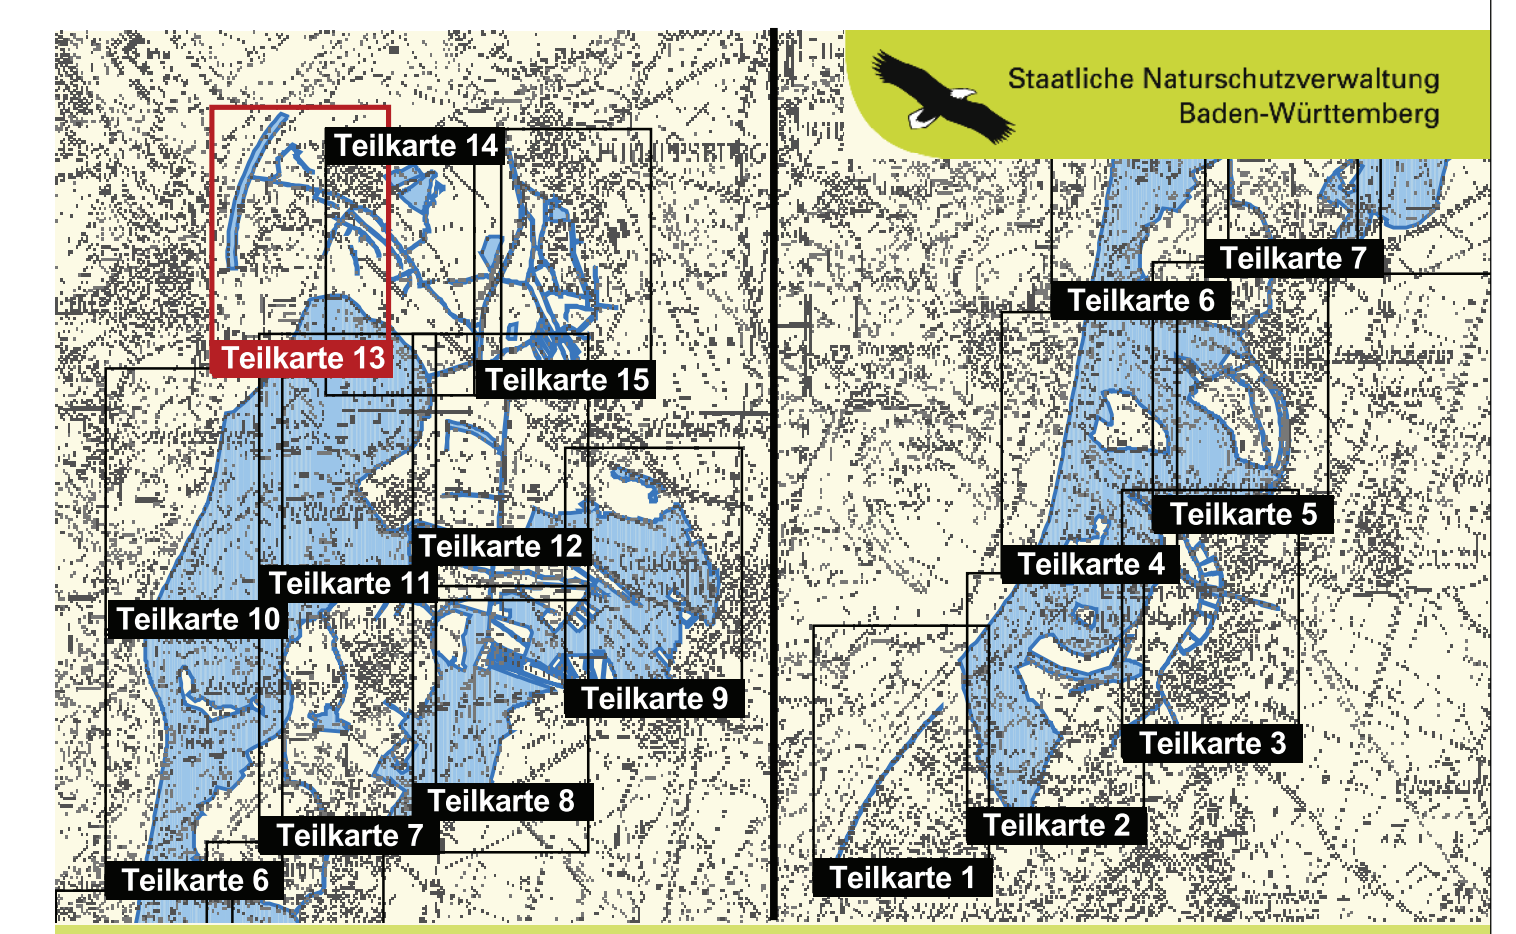 Teilkarte 14
Teilkarte 13
Teilkarte 15
Teilkarte 12
Teilkarte 11
Teilkarte 10
Teilkarte 9
Teilkarte 8
Teilkarte 7
Teilkarte 6
Staatliche Naturschutzverwaltung
Baden-Württemberg
Teilkarte 7
Teilkarte 6
Teilkarte 5
Teilkarte 4
Teilkarte 3
Teilkarte 2
Teilkarte 1